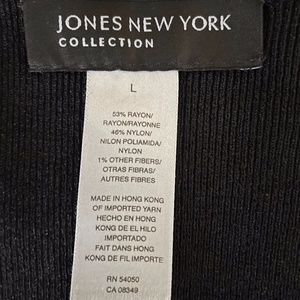 JONES NEW YORK
COLLECTION
L
53% RAYON/
RAYON/RAYONNE
46% NYLON/
NILON POLIAMIDA/
NYLON
1% OTHER FIBERS/
OTRAS FIBRAS/
AUTRES FIBRES
MADE IN HONG KONG
OF IMPORTED YARN
HECHO EN HONG
KONG DE EL HILO
IMPORTADO
FAIT DANS HONG
KONG DE FIL IMPORTE
RN 54050
CA 08349